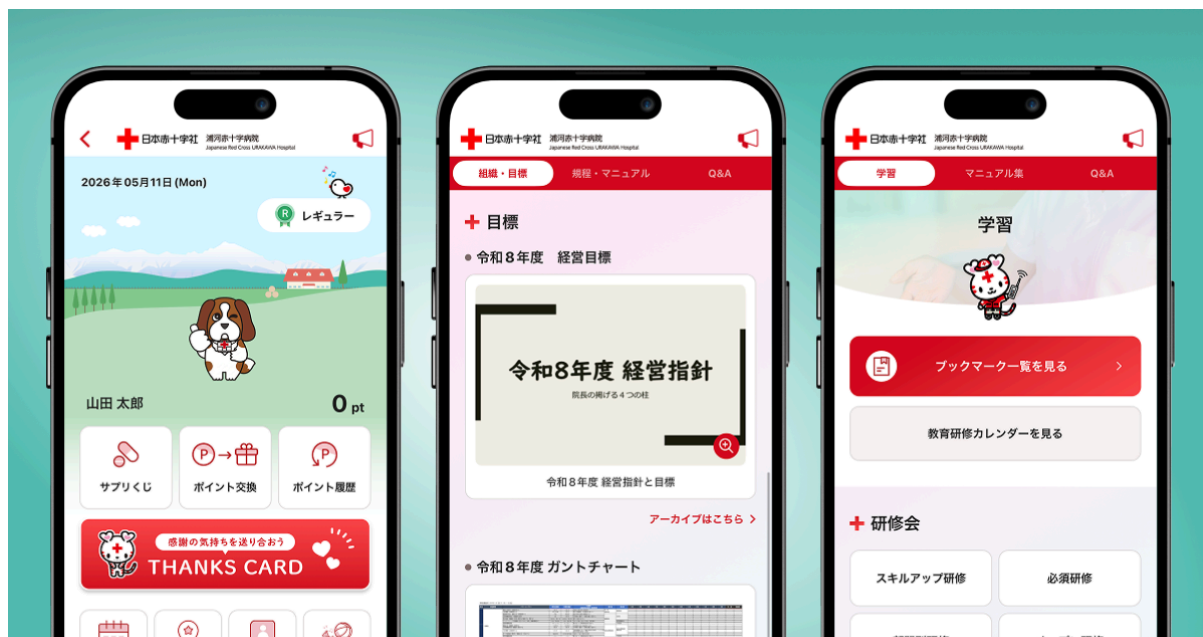 日本赤十字社 浦河赤十字病院
Japanese Red Cross URAKAWA Hospital
2026年05月11日(Mon)
R レギュラー
山田 太郎
0 pt
サプリくじ
P
ポイント交換
P
ポイント履歴
感謝の気持ちを送り合おう
THANKS CARD
日本赤十字社 浦河赤十字病院
Japanese Red Cross URAKAWA Hospital
組織・目標 規程・マニュアル Q&A
目標
令和8年度 経営目標
令和8年度 経営指針
院長の掲げる4つの柱
令和8年度 経営指針と目標
アーカイブはこちら
令和8年度 ガントチャート
日本赤十字社 浦河赤十字病院
Japanese Red Cross URAKAWA Hospital
学習 マニュアル集 Q&A
学習
ブックマーク一覧を見る
教育研修カレンダーを見る
研修会
スキルアップ研修 必須研修